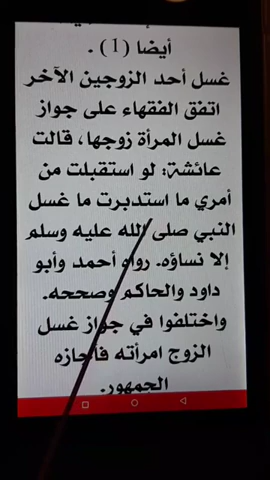 أيضا (1) .
غسل أحد الزوجين الآخر
اتفق الفقهاء على جواز
غسل المرأة زوجها، قالت
عائشة: لو استقبلت من
أمري ما استدبرت ما غسل
النبي صلى الله عليه وسلم
إلا نساؤه. رواه أحمد وأبو
داود والحاكم وصححه.
واختلفوا في جواز غسل
الزوج امرأته فأجازه
الجمهور.